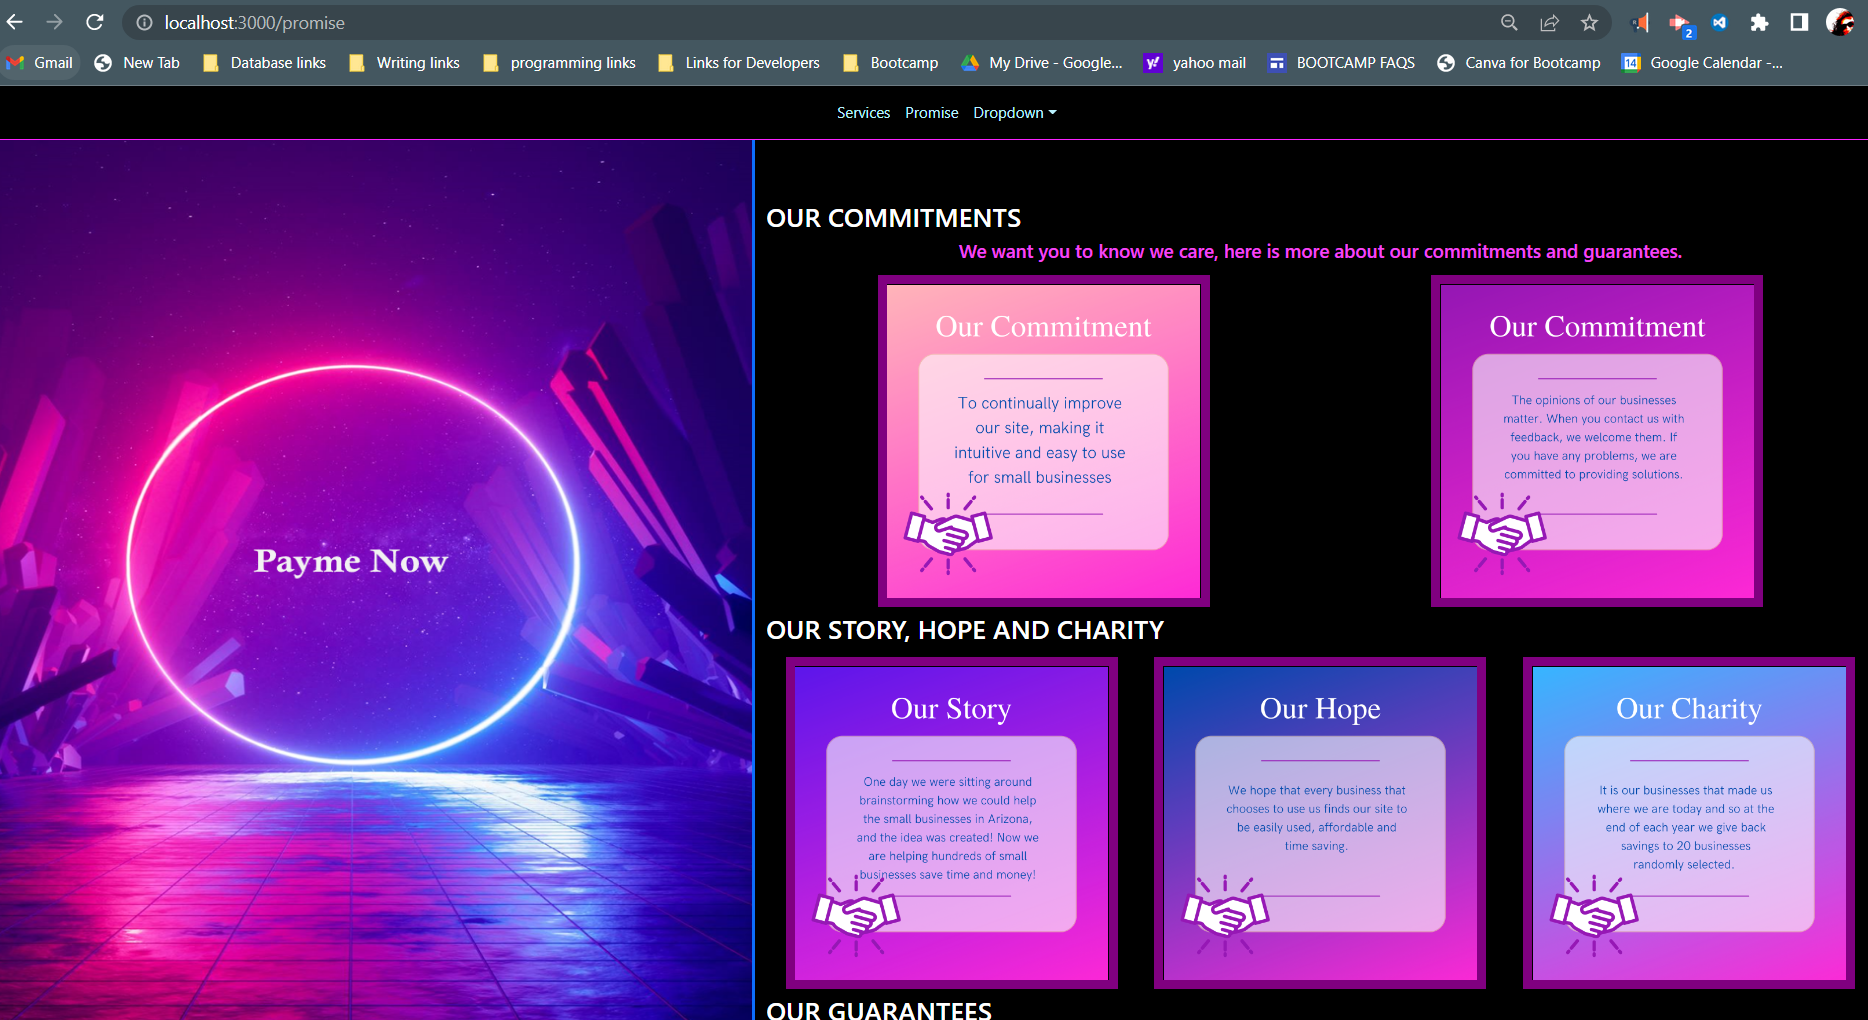 localhost:3000/promise
2
Gmail
New Tab
Database links
Writing links
programming links
Links for Developers
Bootcamp
My Drive - Google...
y!
yahoo mail
BOOTCAMP FAQS
Canva for Bootcamp
14
Google Calendar -...
Services Promise Dropdown
Payme Now
OUR COMMITMENTS
We want you to know we care, here is more about our commitments and guarantees.
Our Commitment
To continually improve
our site, making it
intuitive and easy to use
for small businesses
Our Commitment
The opinions of our businesses
matter. When you contact us with
feedback, we welcome them. If
you have any problems, we are
committed to providing solutions.
OUR STORY, HOPE AND CHARITY
Our Story
One day we were sitting around
brainstorming how we could help
the small businesses in Arizona,
and the idea was created! Now we
are helping hundreds of small
businesses save time and money!
Our Hope
We hope that every business that
chooses to use us finds our site to
be easily used, affordable and
time saving.
Our Charity
It is our businesses that made us
where we are today and so at the
end of each year we give back
savings to 20 businesses
randomly selected.
OUR GUARANTEES